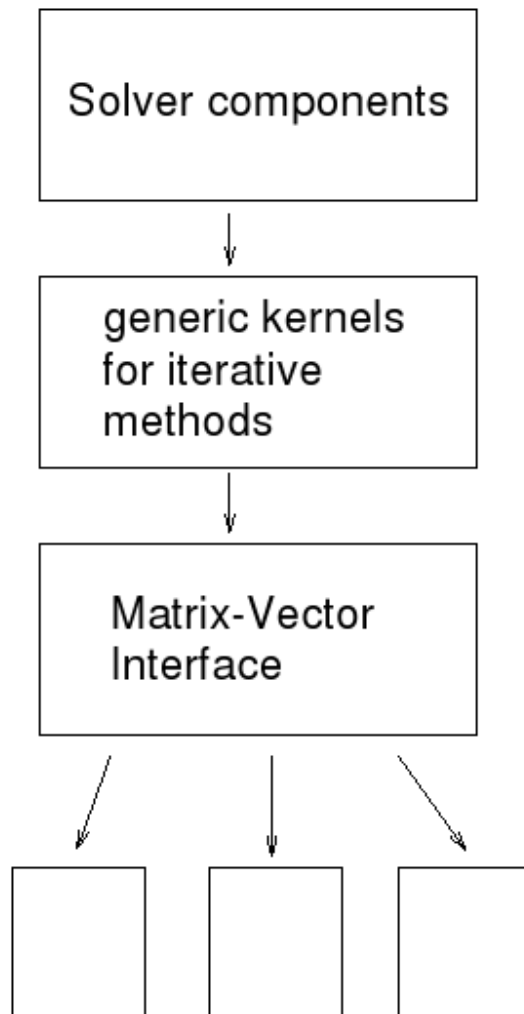 Solver components
generic kernels
for iterative
methods
Matrix-Vector
Interface